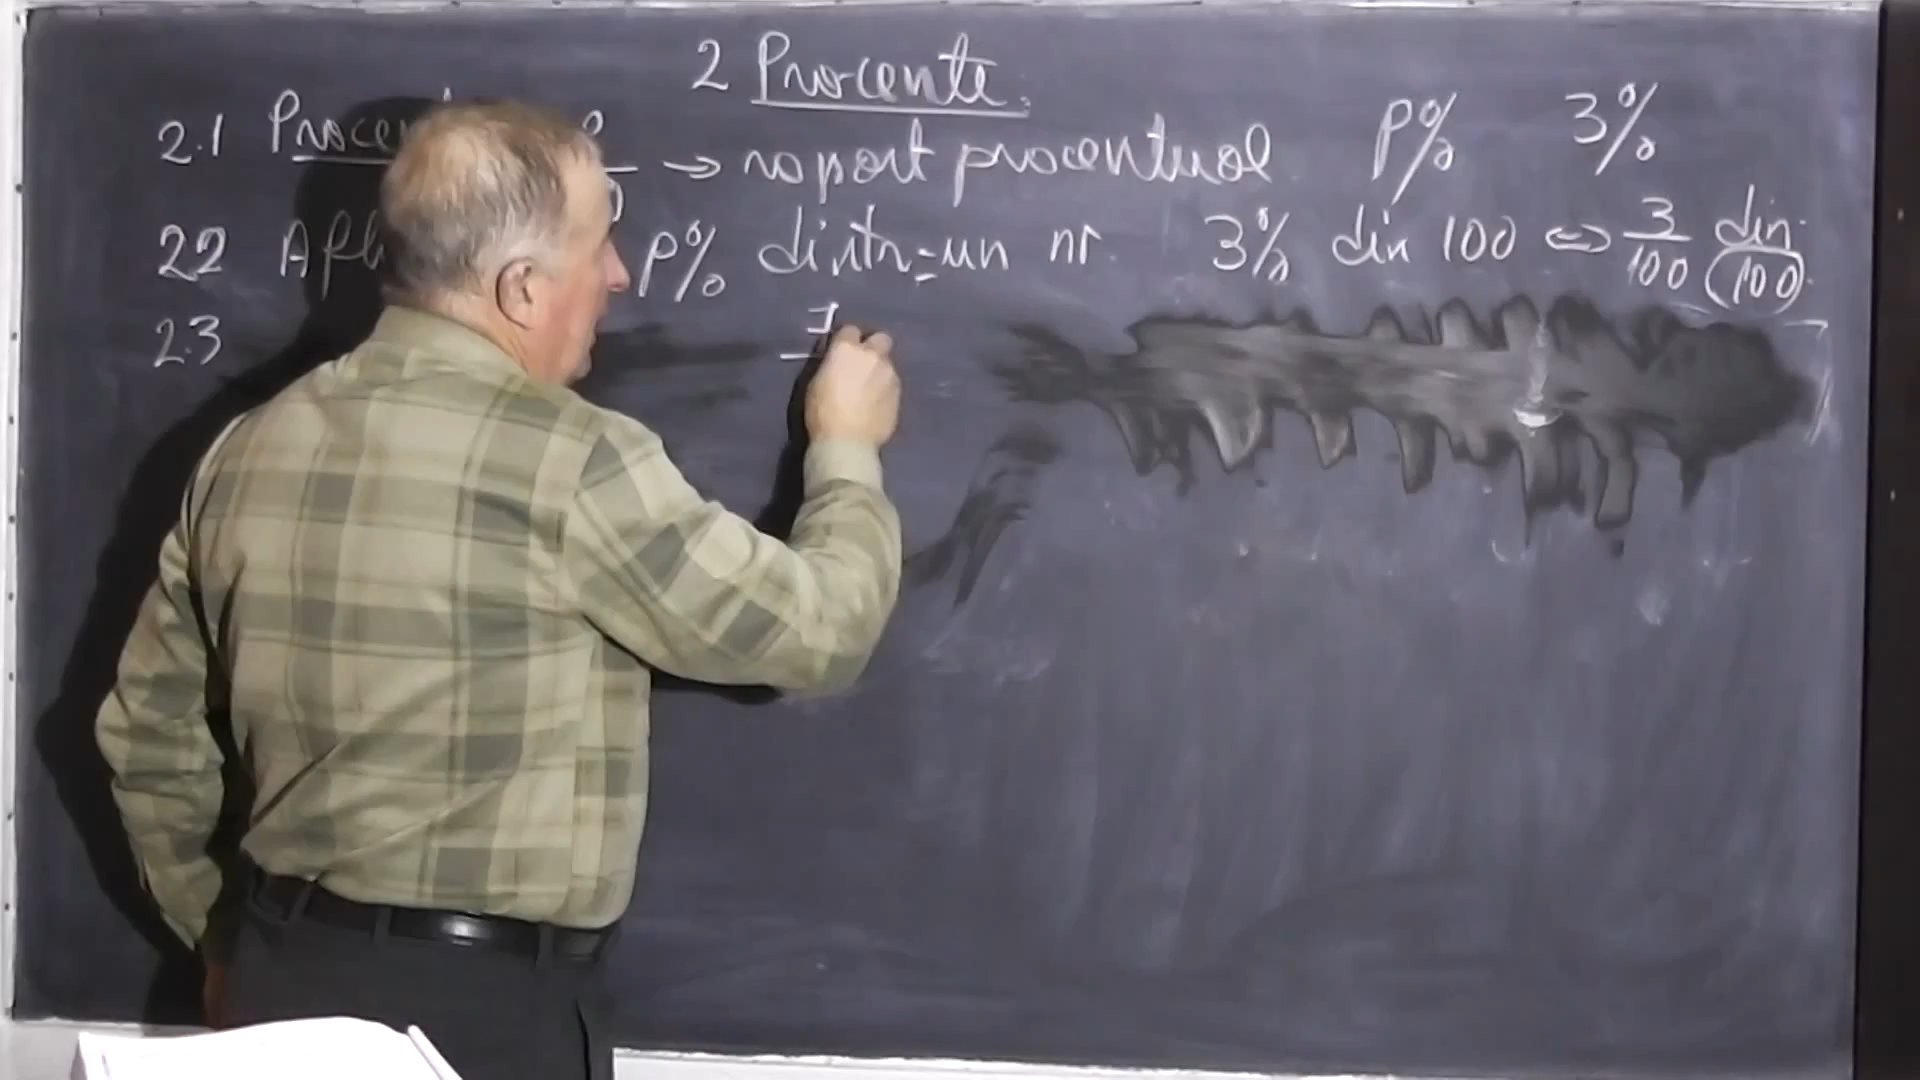 2 Procente.
2.1 → raport procentual p% 3%
2.2 p% dintr-un nr. 3% din 100 ⇔ 3/100 din (100)
2.3 1